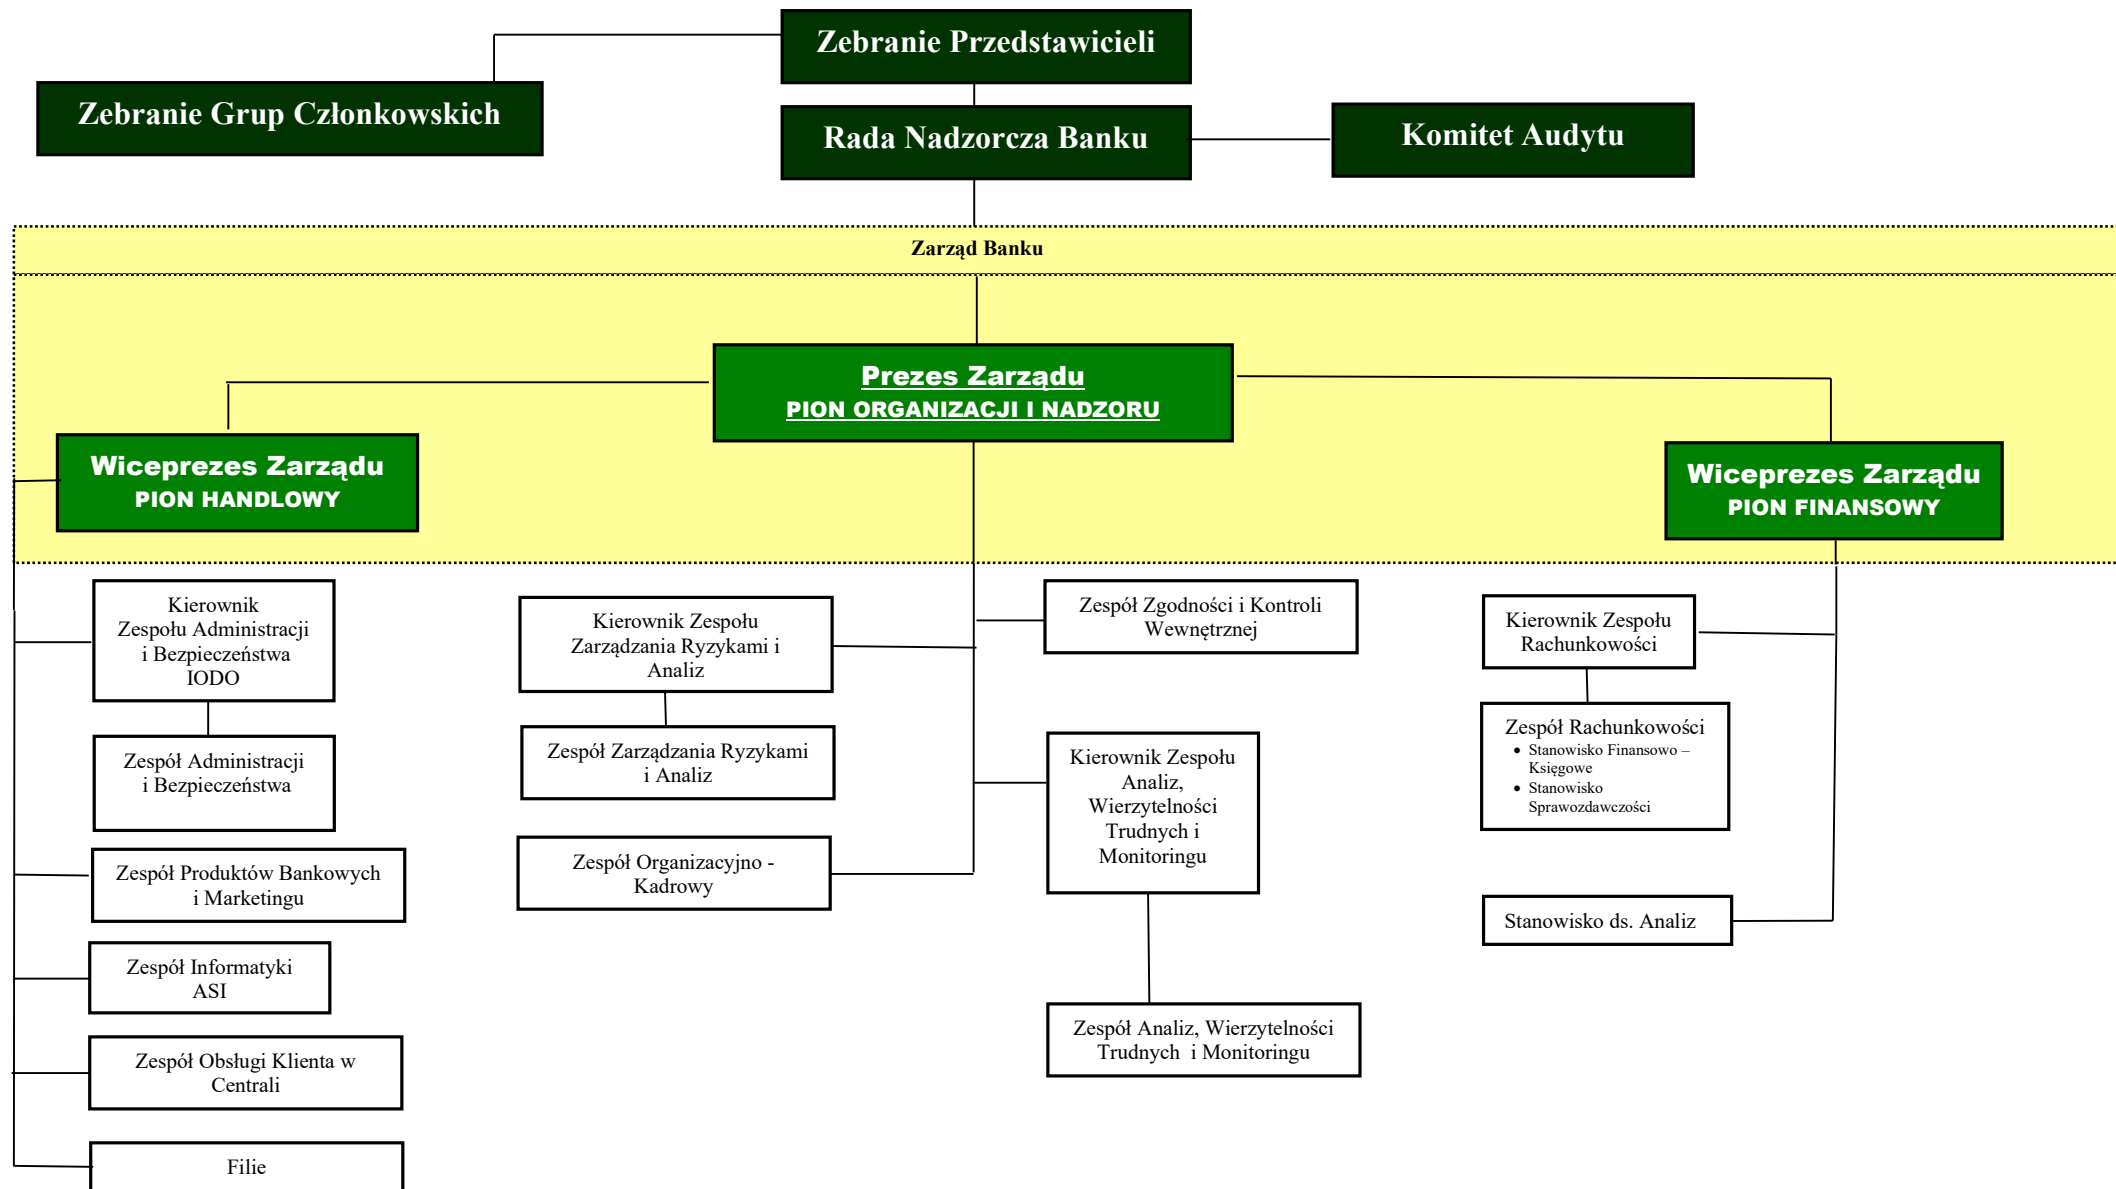 Zebranie Przedstawicieli
Zebranie Grup Członkowskich
Rada Nadzorcza Banku
Komitet Audytu
Zarząd Banku
Prezes Zarządu
PION ORGANIZACJI I NADZORU
Wiceprezes Zarządu
PION HANDLOWY
Wiceprezes Zarządu
PION FINANSOWY
Kierownik
Zespołu Administracji
i Bezpieczeństwa
IODO
Zespół Administracji
i Bezpieczeństwa
Zespół Produktów Bankowych
i Marketingu
Zespół Informatyki
ASI
Zespół Obsługi Klienta w
Centrali
Filie
Kierownik Zespołu
Zarządzania Ryzykami i
Analiz
Zespół Zarządzania Ryzykami
i Analiz
Zespół Organizacyjno -
Kadrowy
Zespół Zgodności i Kontroli
Wewnętrznej
Kierownik Zespołu
Analiz,
Wierzytelności
Trudnych i
Monitoringu
Zespół Analiz, Wierzytelności
Trudnych  i Monitoringu
Kierownik Zespołu
Rachunkowości
Zespół Rachunkowości
• Stanowisko Finansowo –
Księgowe
• Stanowisko
Sprawozdawczości
Stanowisko ds. Analiz